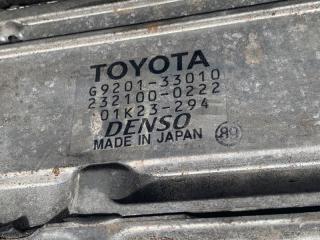 TOYOTA
G9201-33010
232100-0222
01K23-294
DENSO
MADE IN JAPAN